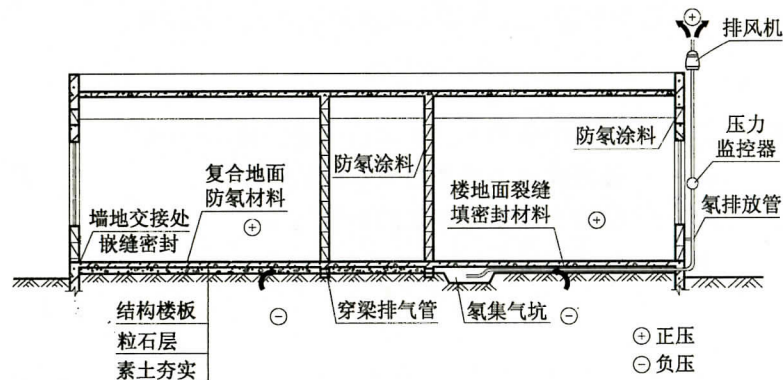 排风机
防氡涂料
压力
监控器
复合地面
防氡材料
防氡涂料
楼地面裂缝
填密封材料
氡排放管
墙地交接处
嵌缝密封
结构楼板
粒石层
素土夯实
穿梁排气管
氡集气坑
正压
负压